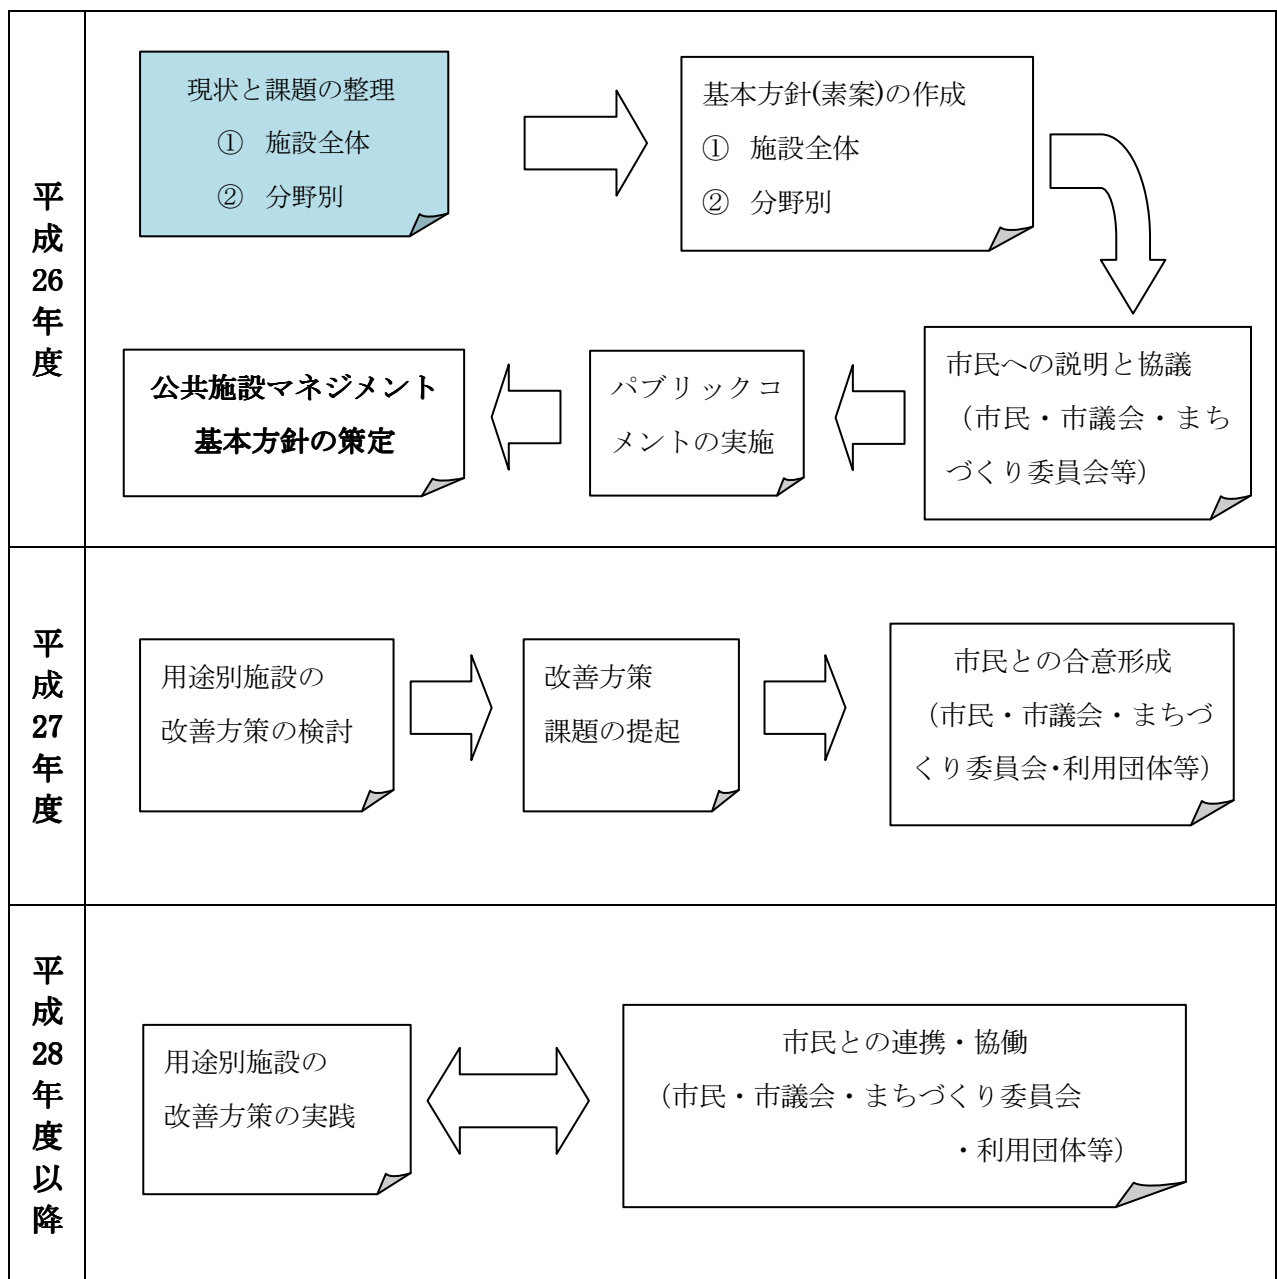 平成26年度
現状と課題の整理
① 施設全体
② 分野別
基本方針(素案)の作成
① 施設全体
② 分野別
市民への説明と協議
（市民・市議会・まち
づくり委員会等）
パブリックコ
メントの実施
公共施設マネジメント
基本方針の策定
平成27年度
用途別施設の
改善方策の検討
改善方策
課題の提起
市民との合意形成
（市民・市議会・まちづ
くり委員会・利用団体等）
平成28年度以降
用途別施設の
改善方策の実践
市民との連携・協働
（市民・市議会・まちづくり委員会
・利用団体等）